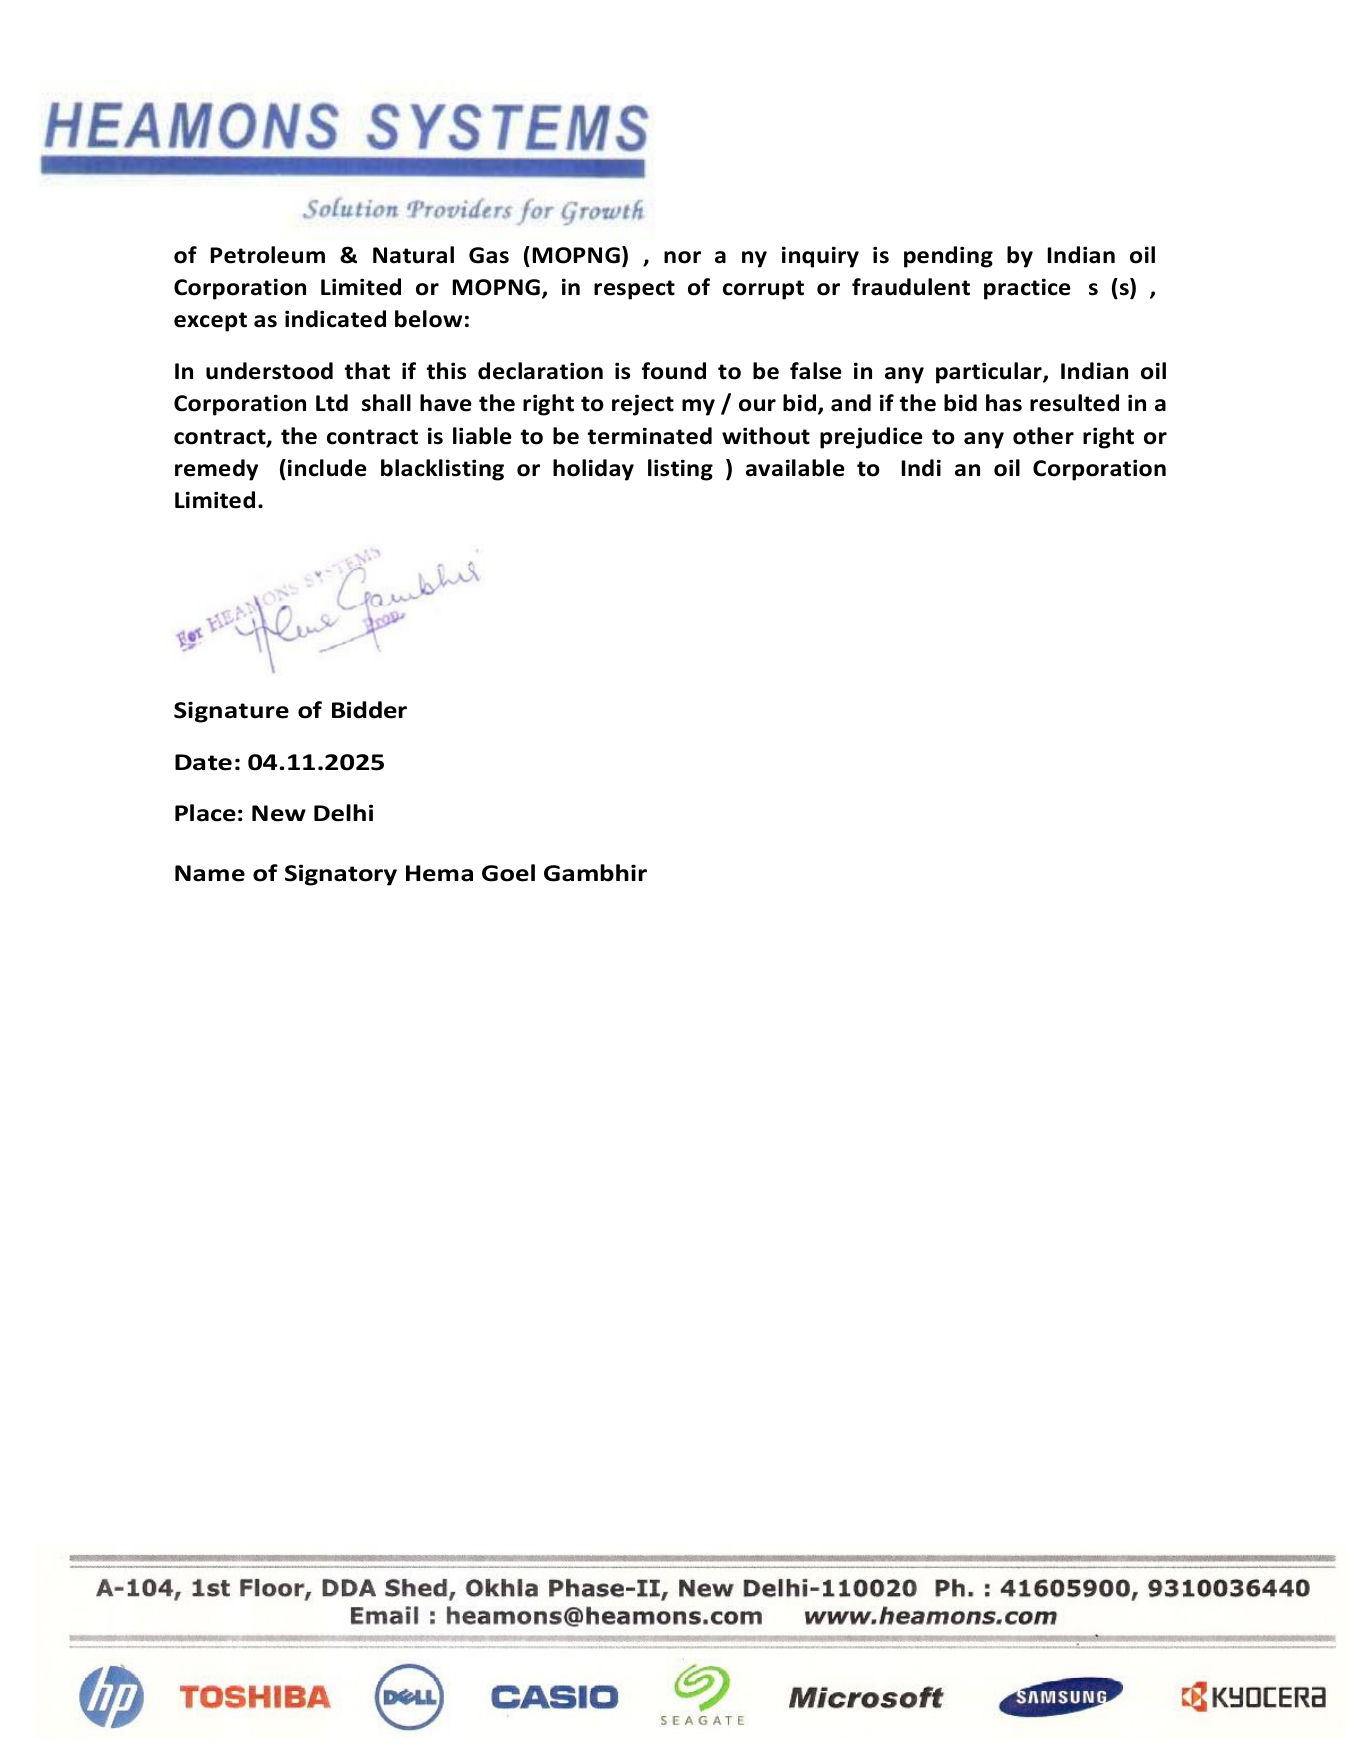 HEAMONS SYSTEMS
Solution Providers for Growth
of Petroleum & Natural Gas (MOPNG) , nor a ny inquiry is pending by Indian oil
Corporation Limited or MOPNG, in respect of corrupt or fraudulent practice s (s) ,
except as indicated below:
In understood that if this declaration is found to be false in any particular, Indian oil
Corporation Ltd shall have the right to reject my / our bid, and if the bid has resulted in a
contract, the contract is liable to be terminated without prejudice to any other right or
remedy (include blacklisting or holiday listing ) available to Indi an oil Corporation
Limited.
For HEAMONS SYSTEMS
Hema Gambhir
Prop.
Signature of Bidder
Date: 04.11.2025
Place: New Delhi
Name of Signatory Hema Goel Gambhir
A-104, 1st Floor, DDA Shed, Okhla Phase-II, New Delhi-110020 Ph. : 41605900, 9310036440
Email : heamons@heamons.com www.heamons.com
hp TOSHIBA DELL CASIO SEAGATE Microsoft SAMSUNG KYOCERA